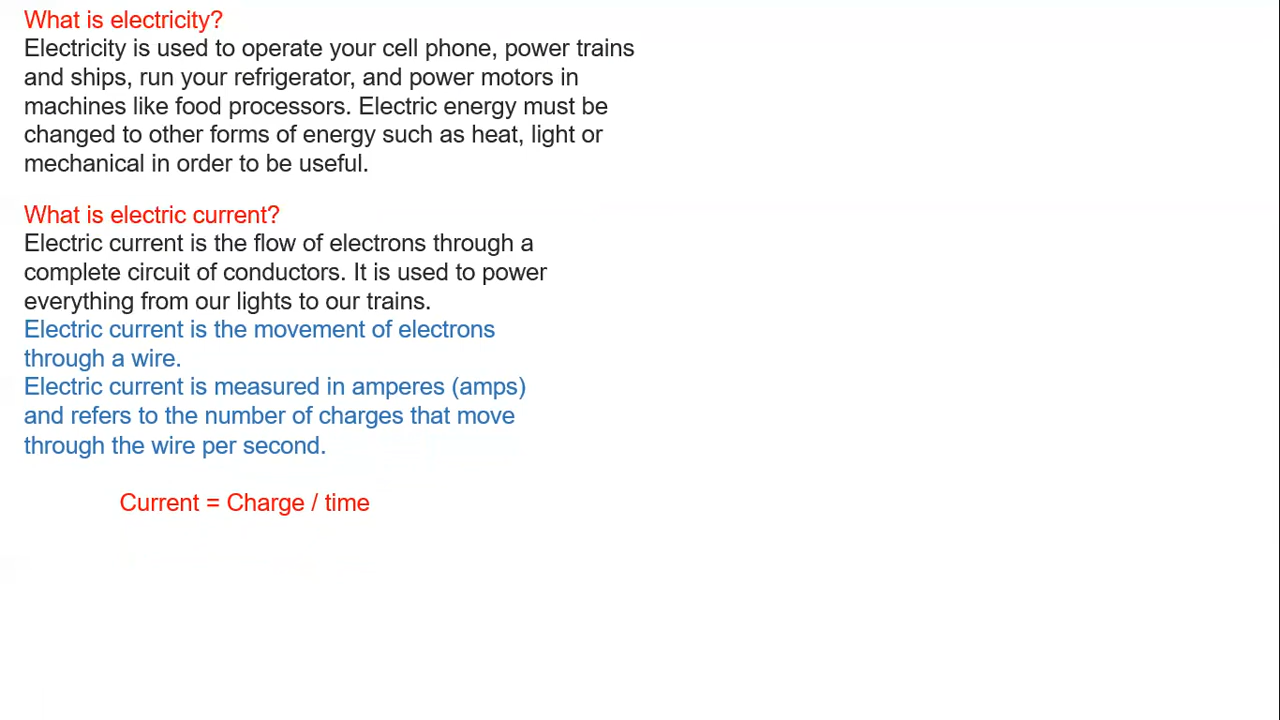 What is electricity?
Electricity is used to operate your cell phone, power trains
and ships, run your refrigerator, and power motors in
machines like food processors. Electric energy must be
changed to other forms of energy such as heat, light or
mechanical in order to be useful.
What is electric current?
Electric current is the flow of electrons through a
complete circuit of conductors. It is used to power
everything from our lights to our trains.
Electric current is the movement of electrons
through a wire.
Electric current is measured in amperes (amps)
and refers to the number of charges that move
through the wire per second.
Current = Charge / time